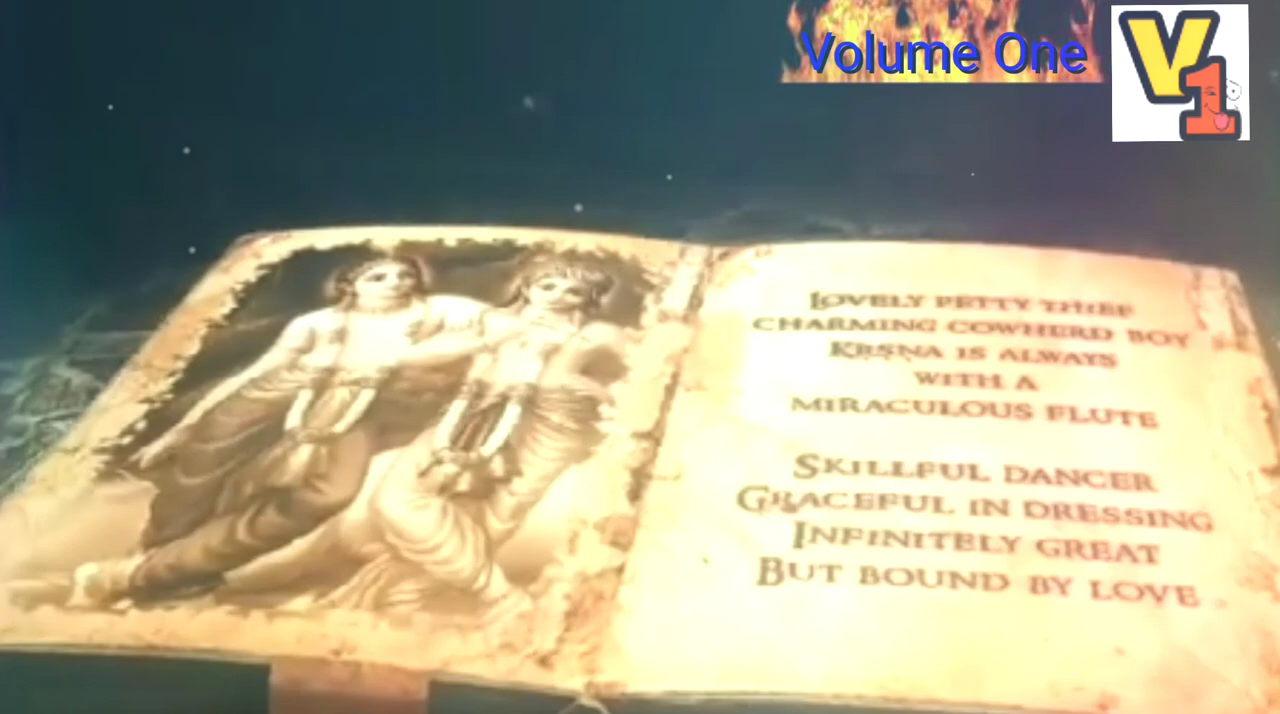 Volume One
V1
LOVELY PETTY THIEF
CHARMING COWHERD BOY
KRSNA IS ALWAYS
WITH A
MIRACULOUS FLUTE
SKILLFUL DANCER
GRACEFUL IN DRESSING
INFINITELY GREAT
BUT BOUND BY LOVE